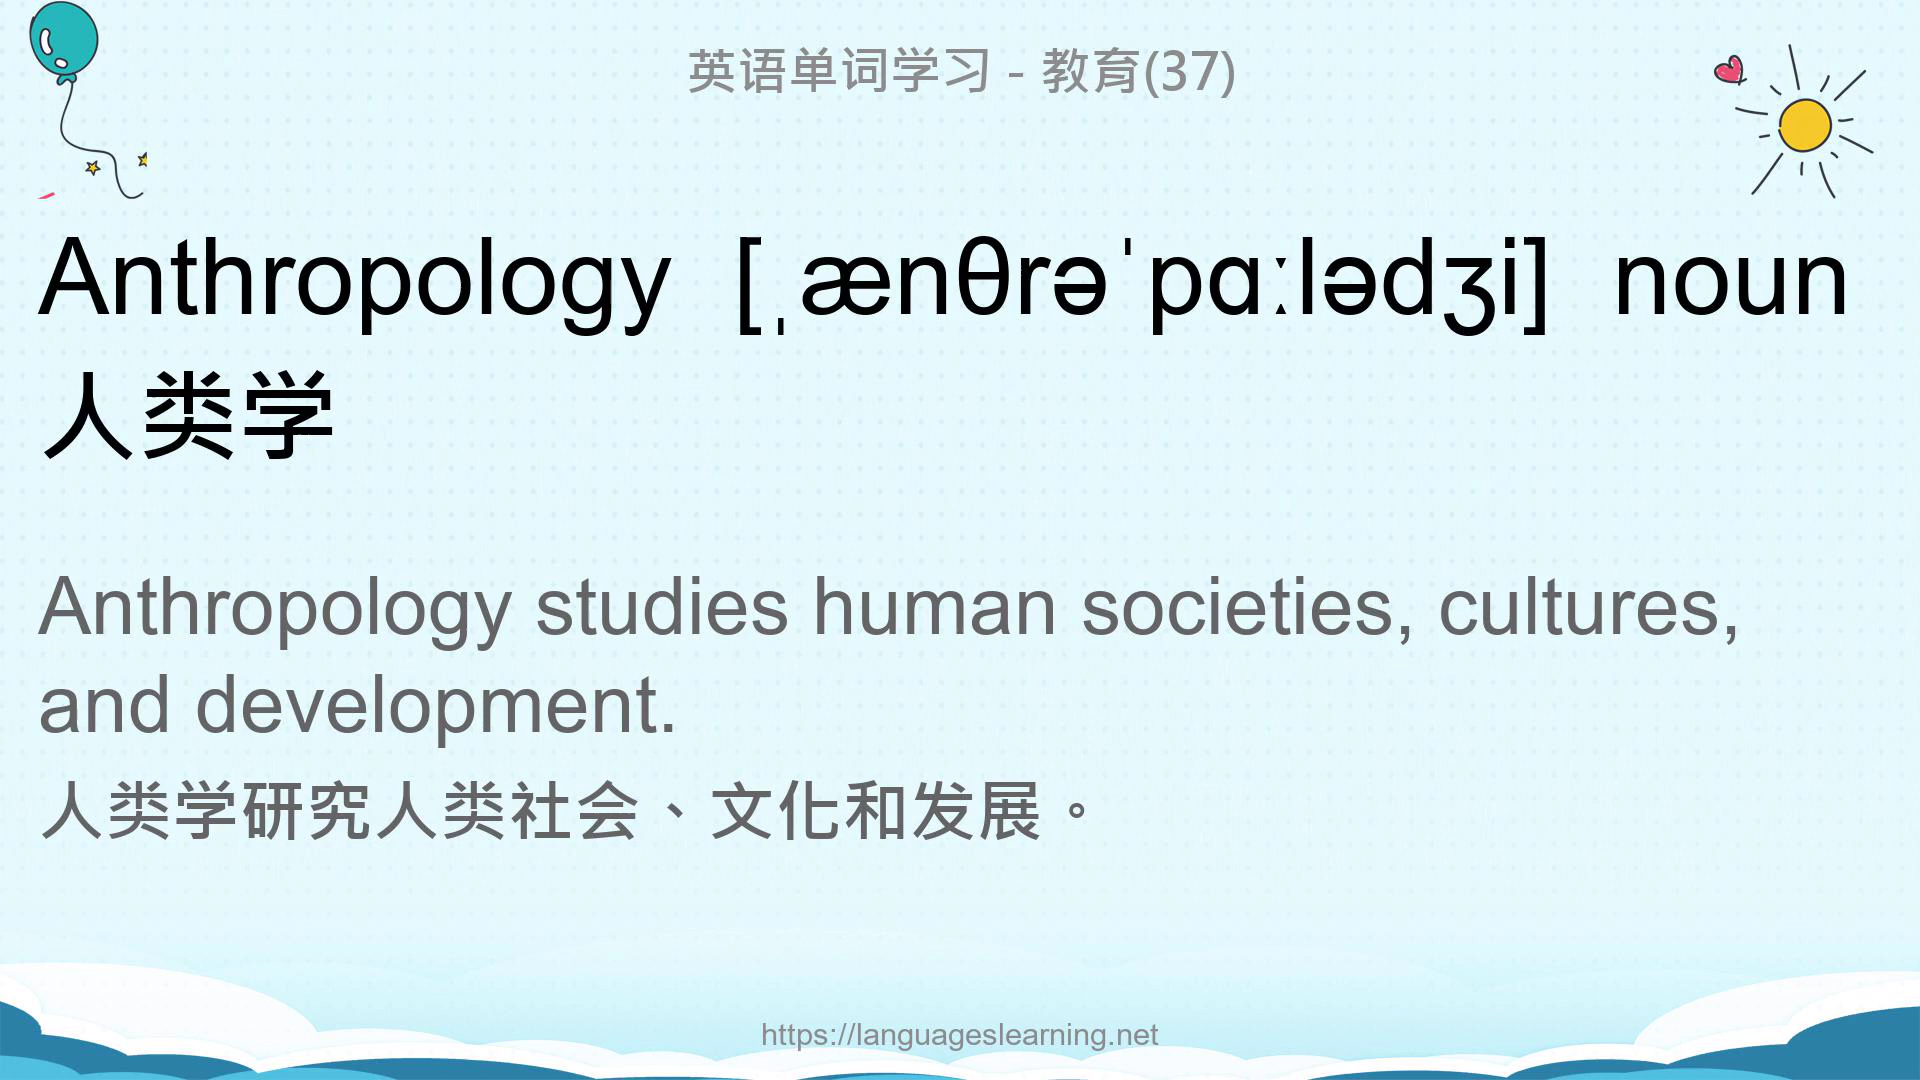 英语单词学习 - 教育(37)
Anthropology [ˌænθrəˈpɑːlədʒi] noun
人类学
Anthropology studies human societies, cultures,
and development.
人类学研究人类社会、文化和发展。
https://languageslearning.net